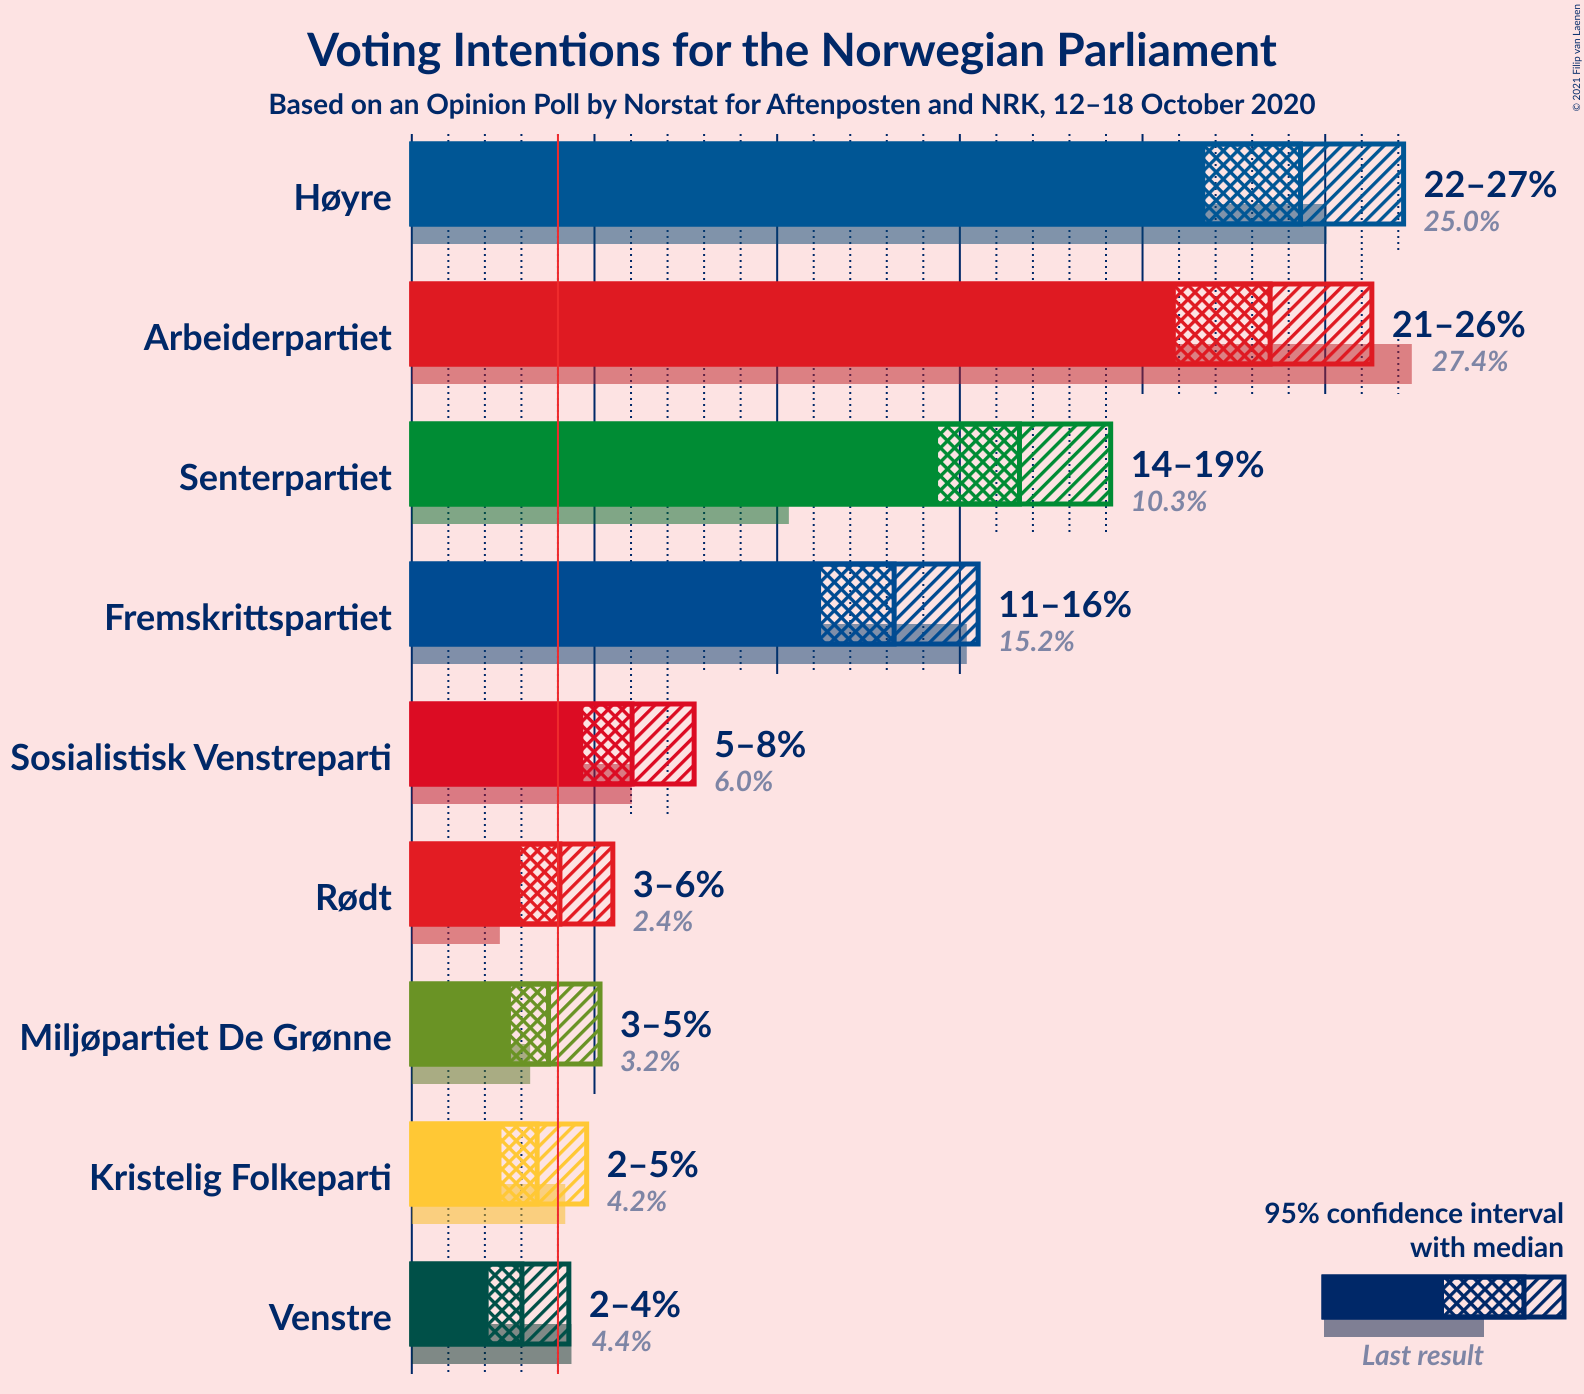 Voting Intentions for the Norwegian Parliament
Based on an Opinion Poll by Norstat for Aftenposten and NRK, 12–18 October 2020
© 2021 Filip van Laenen
Høyre
22–27%
25.0%
Arbeiderpartiet
21–26%
27.4%
Senterpartiet
14–19%
10.3%
Fremskrittspartiet
11–16%
15.2%
Sosialistisk Venstreparti
5–8%
6.0%
Rødt
3–6%
2.4%
Miljøpartiet De Grønne
3–5%
3.2%
Kristelig Folkeparti
2–5%
4.2%
Venstre
2–4%
4.4%
95% confidence interval
with median
Last result